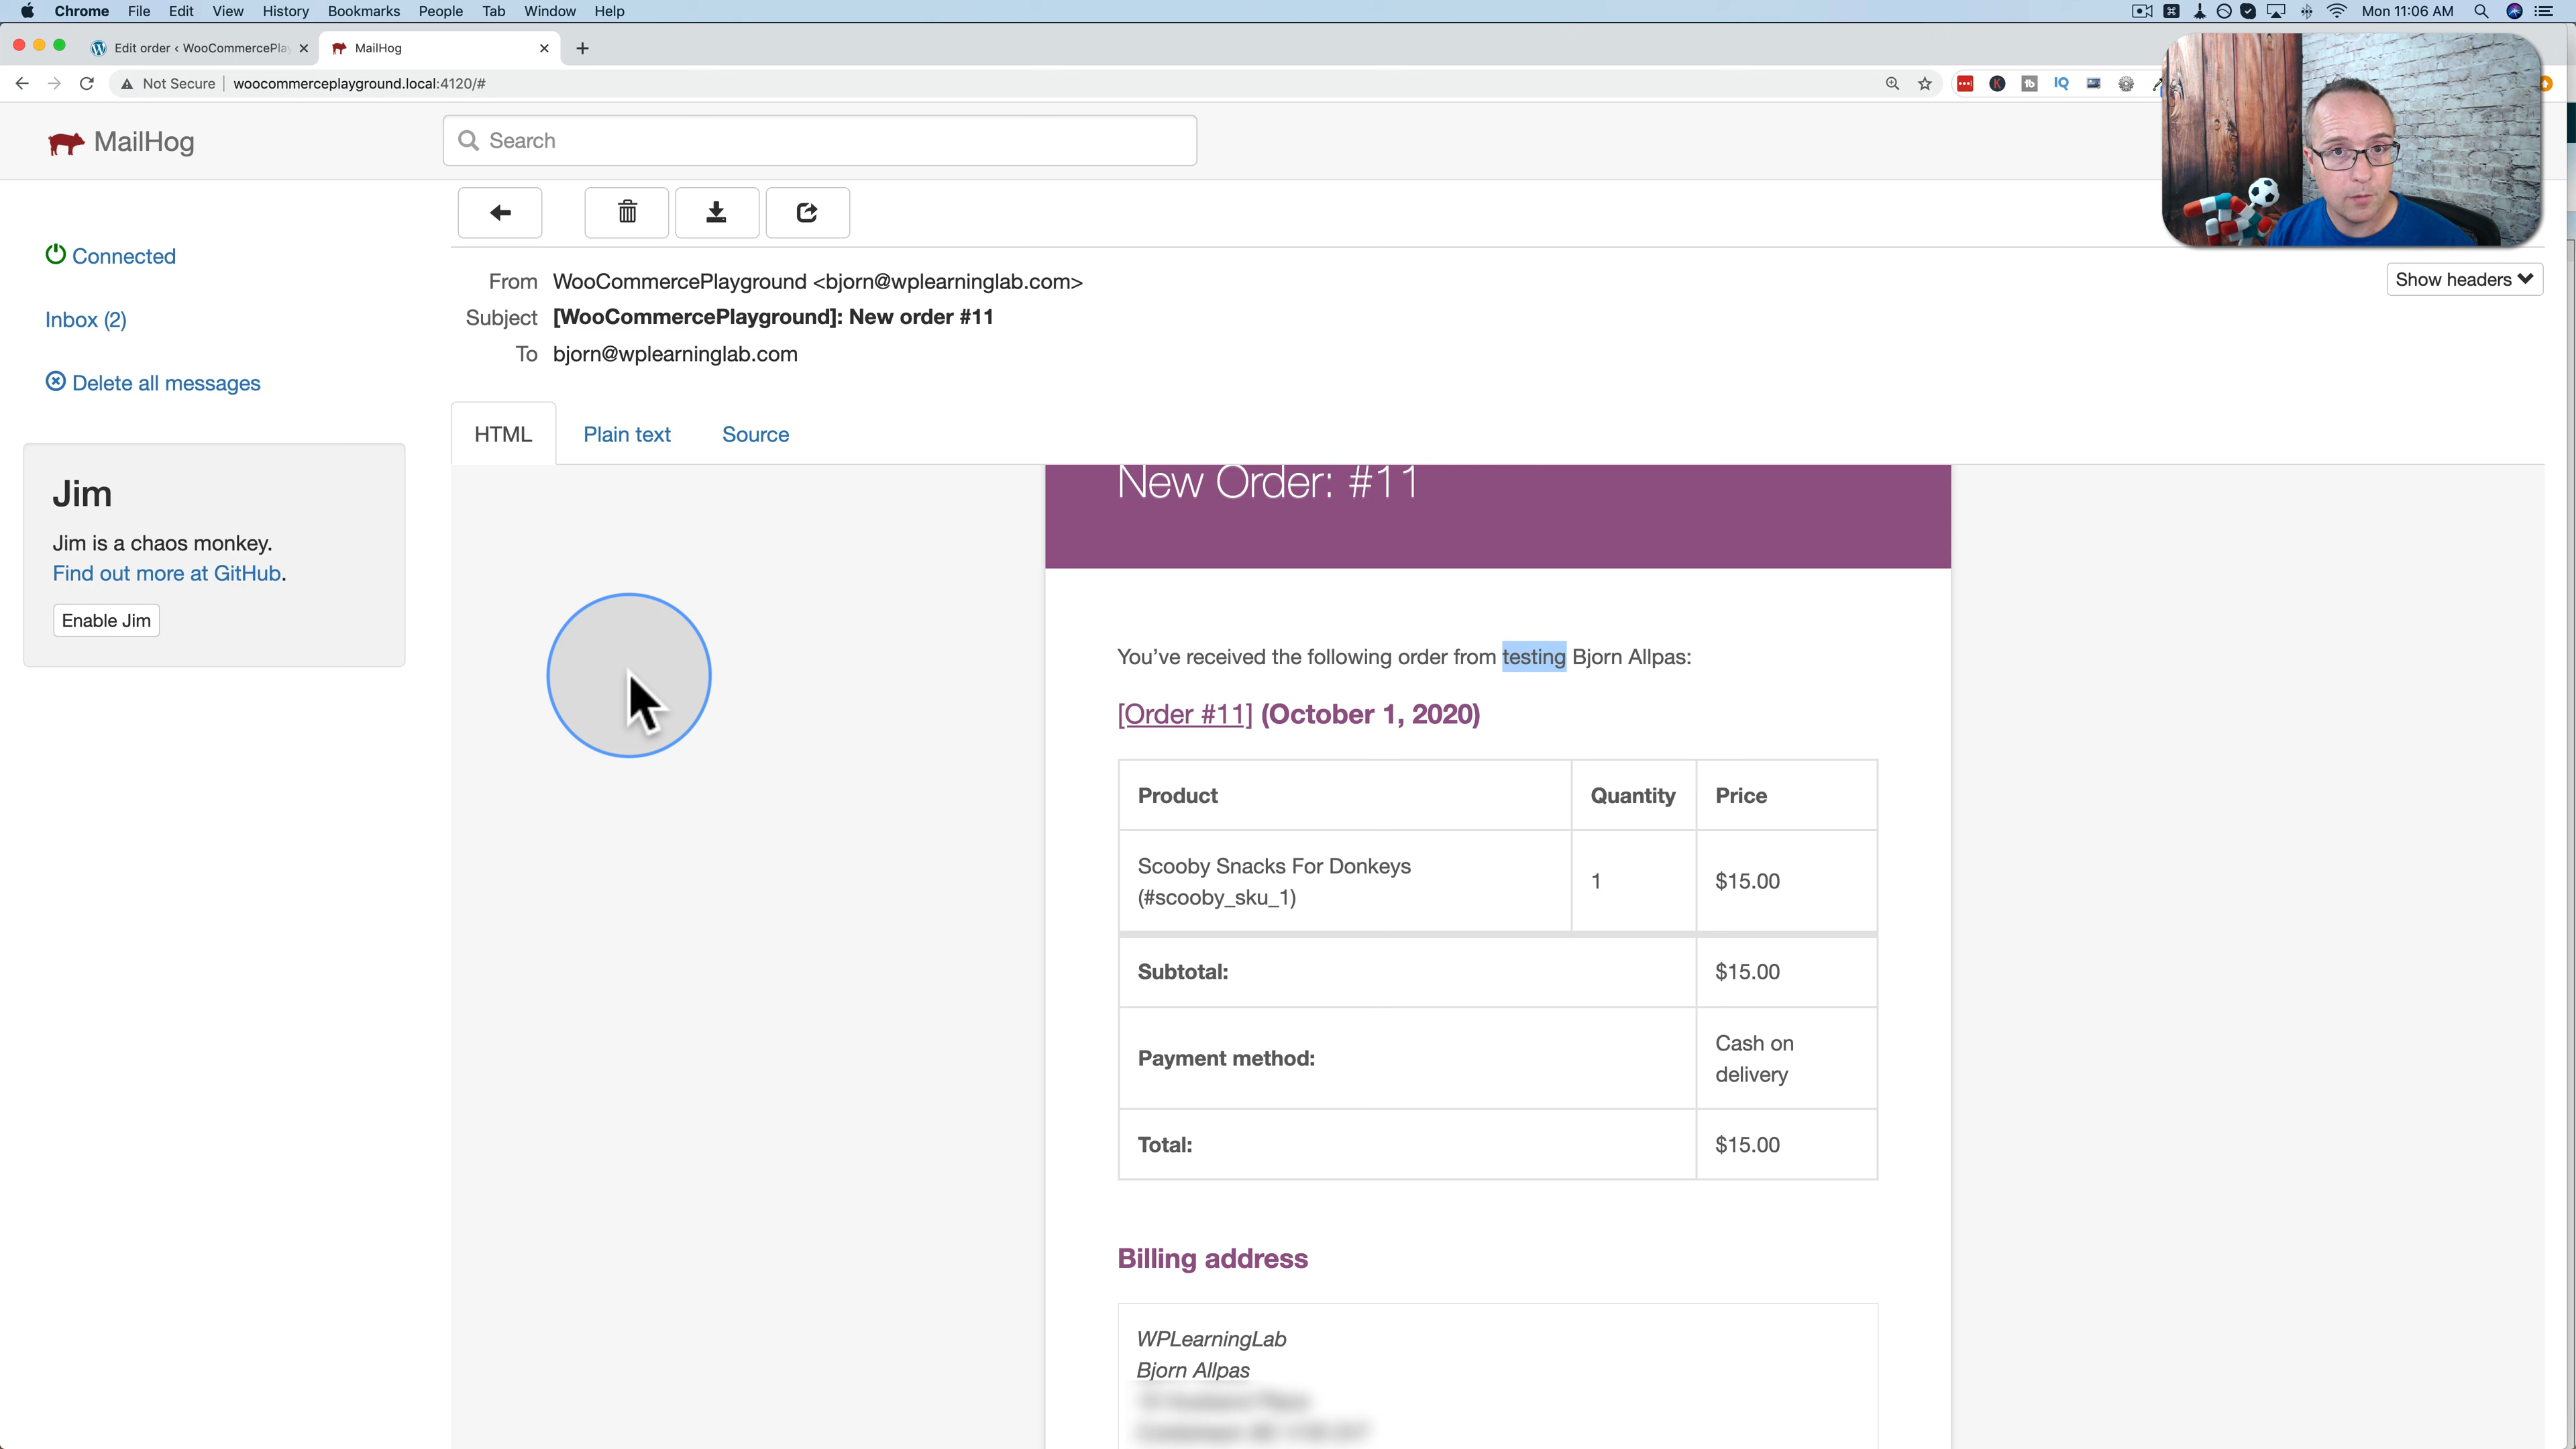 Chrome File Edit View History Bookmarks People Tab Window Help Mon 11:06 AM
Edit order ‹ WooCommercePla MailHog
Not Secure woocommerceplayground.local:4120/# IQ
MailHog Search
Connected
Inbox (2)
Delete all messages
Jim
Jim is a chaos monkey.
Find out more at GitHub.
Enable Jim
From WooCommercePlayground <bjorn@wplearninglab.com>
Show headers
Subject [WooCommercePlayground]: New order #11
To bjorn@wplearninglab.com
HTML Plain text Source
New Order: #11
You’ve received the following order from testing Bjorn Allpas:
[Order #11] (October 1, 2020)
Product Quantity Price
Scooby Snacks For Donkeys
(#scooby_sku_1)
1 $15.00
Subtotal: $15.00
Payment method: Cash on
delivery
Total: $15.00
Billing address
WPLearningLab
Bjorn Allpas